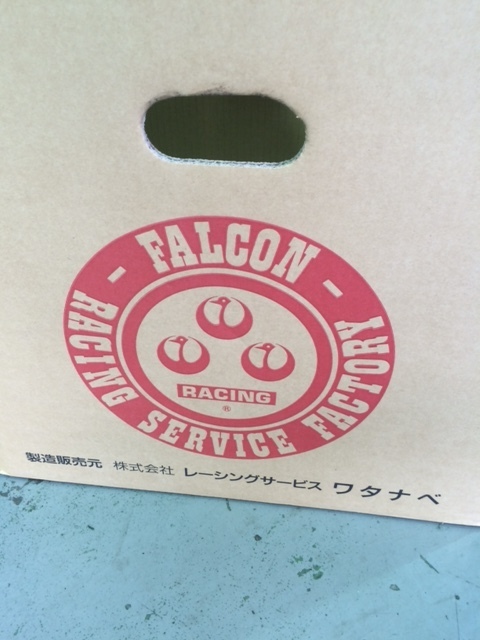 FALCON
RACING SERVICE FACTORY
RACING
®
製造販売元 株式会社 レーシングサービス ワタナベ